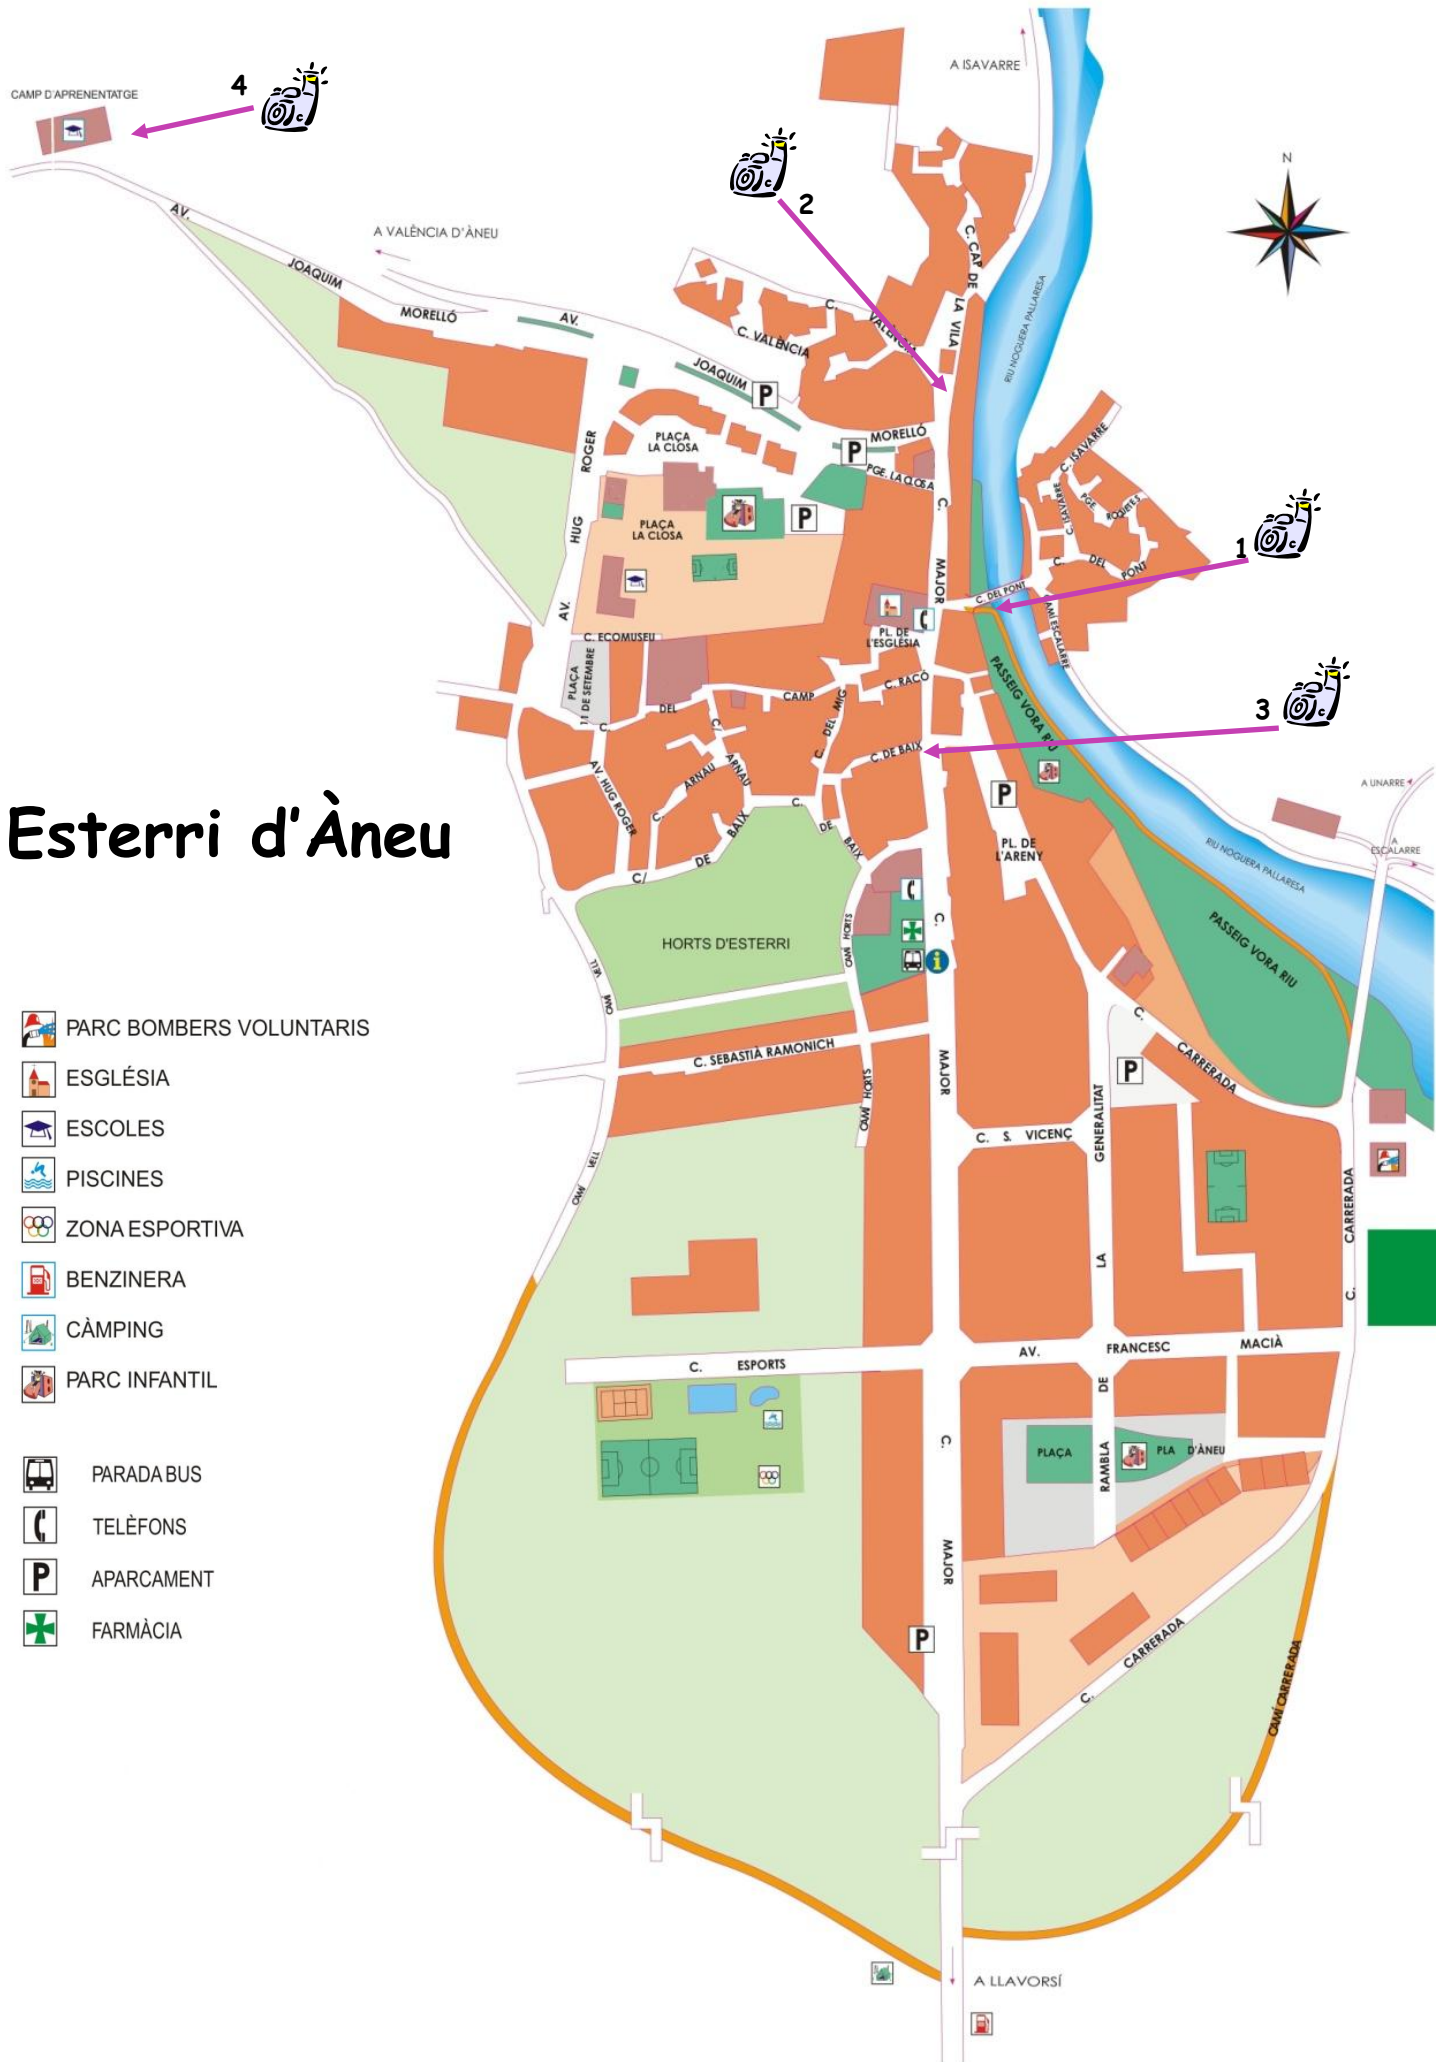 A ISAVARRE
4
CAMP D'APRENENTATGE
N
2
AV.
A VALÈNCIA D'ÀNEU
C. CAP DE
LA VILA
JOAQUIM
MORELLÓ
AV.
JOAQUIM
MORELLÓ
C. VALÈNCIA
C.
VALÈNCIA
RIU NOGUERA PALLARESA
P
P
P
PLAÇA
LA CLOSA
PGE. LA CLOSA
C. ISAVARRE
C. ISAVARRE
PGE.
ROQUETES
C.
DEL
PONT
1
AV.
HUG
ROGER
PLAÇA
LA CLOSA
C.
MAJOR
C. DEL PONT
CAMÍ ESCALARRE
PL. DE
L'ESGLÉSIA
C. ECOMUSEU
PLAÇA
11 DE SETEMBRE
C. RACÓ
PASSEIG VORA RIU
3
C.
DEL
CAMP
C. DEL MIG
C/
ARNAU
C.
ARNAU
C. DE BAIX
AV. HUG ROGER
P
PL. DE
L'ARENY
A UNARRE
A
ESCALARRE
Esterri d'Àneu
C/
DE
BAIX
C.
DE
BAIX
RIU NOGUERA PALLARESA
HORTS D'ESTERRI
CAMÍ HORTS
C.
i
PASSEIG VORA RIU
CAMÍ
VELL
C. SEBASTIÀ RAMONICH
MAJOR
CAMÍ HORTS
C.
CARRERADA
P
C. S. VICENÇ
GENERALITAT
LA
DE
RAMBLA
CAMÍ
VELL
C.
CARRERADA
PARC BOMBERS VOLUNTARIS
ESGLÉSIA
ESCOLES
PISCINES
ZONA ESPORTIVA
BENZINERA
CÀMPING
PARC INFANTIL
PARADA BUS
TELÈFONS
P
APARCAMENT
FARMÀCIA
C. ESPORTS
AV. FRANCESC MACIÀ
C.
MAJOR
PLAÇA
PLA D'ÀNEU
P
C.
CARRERADA
CAMÍ CARRERADA
A LLAVORSÍ